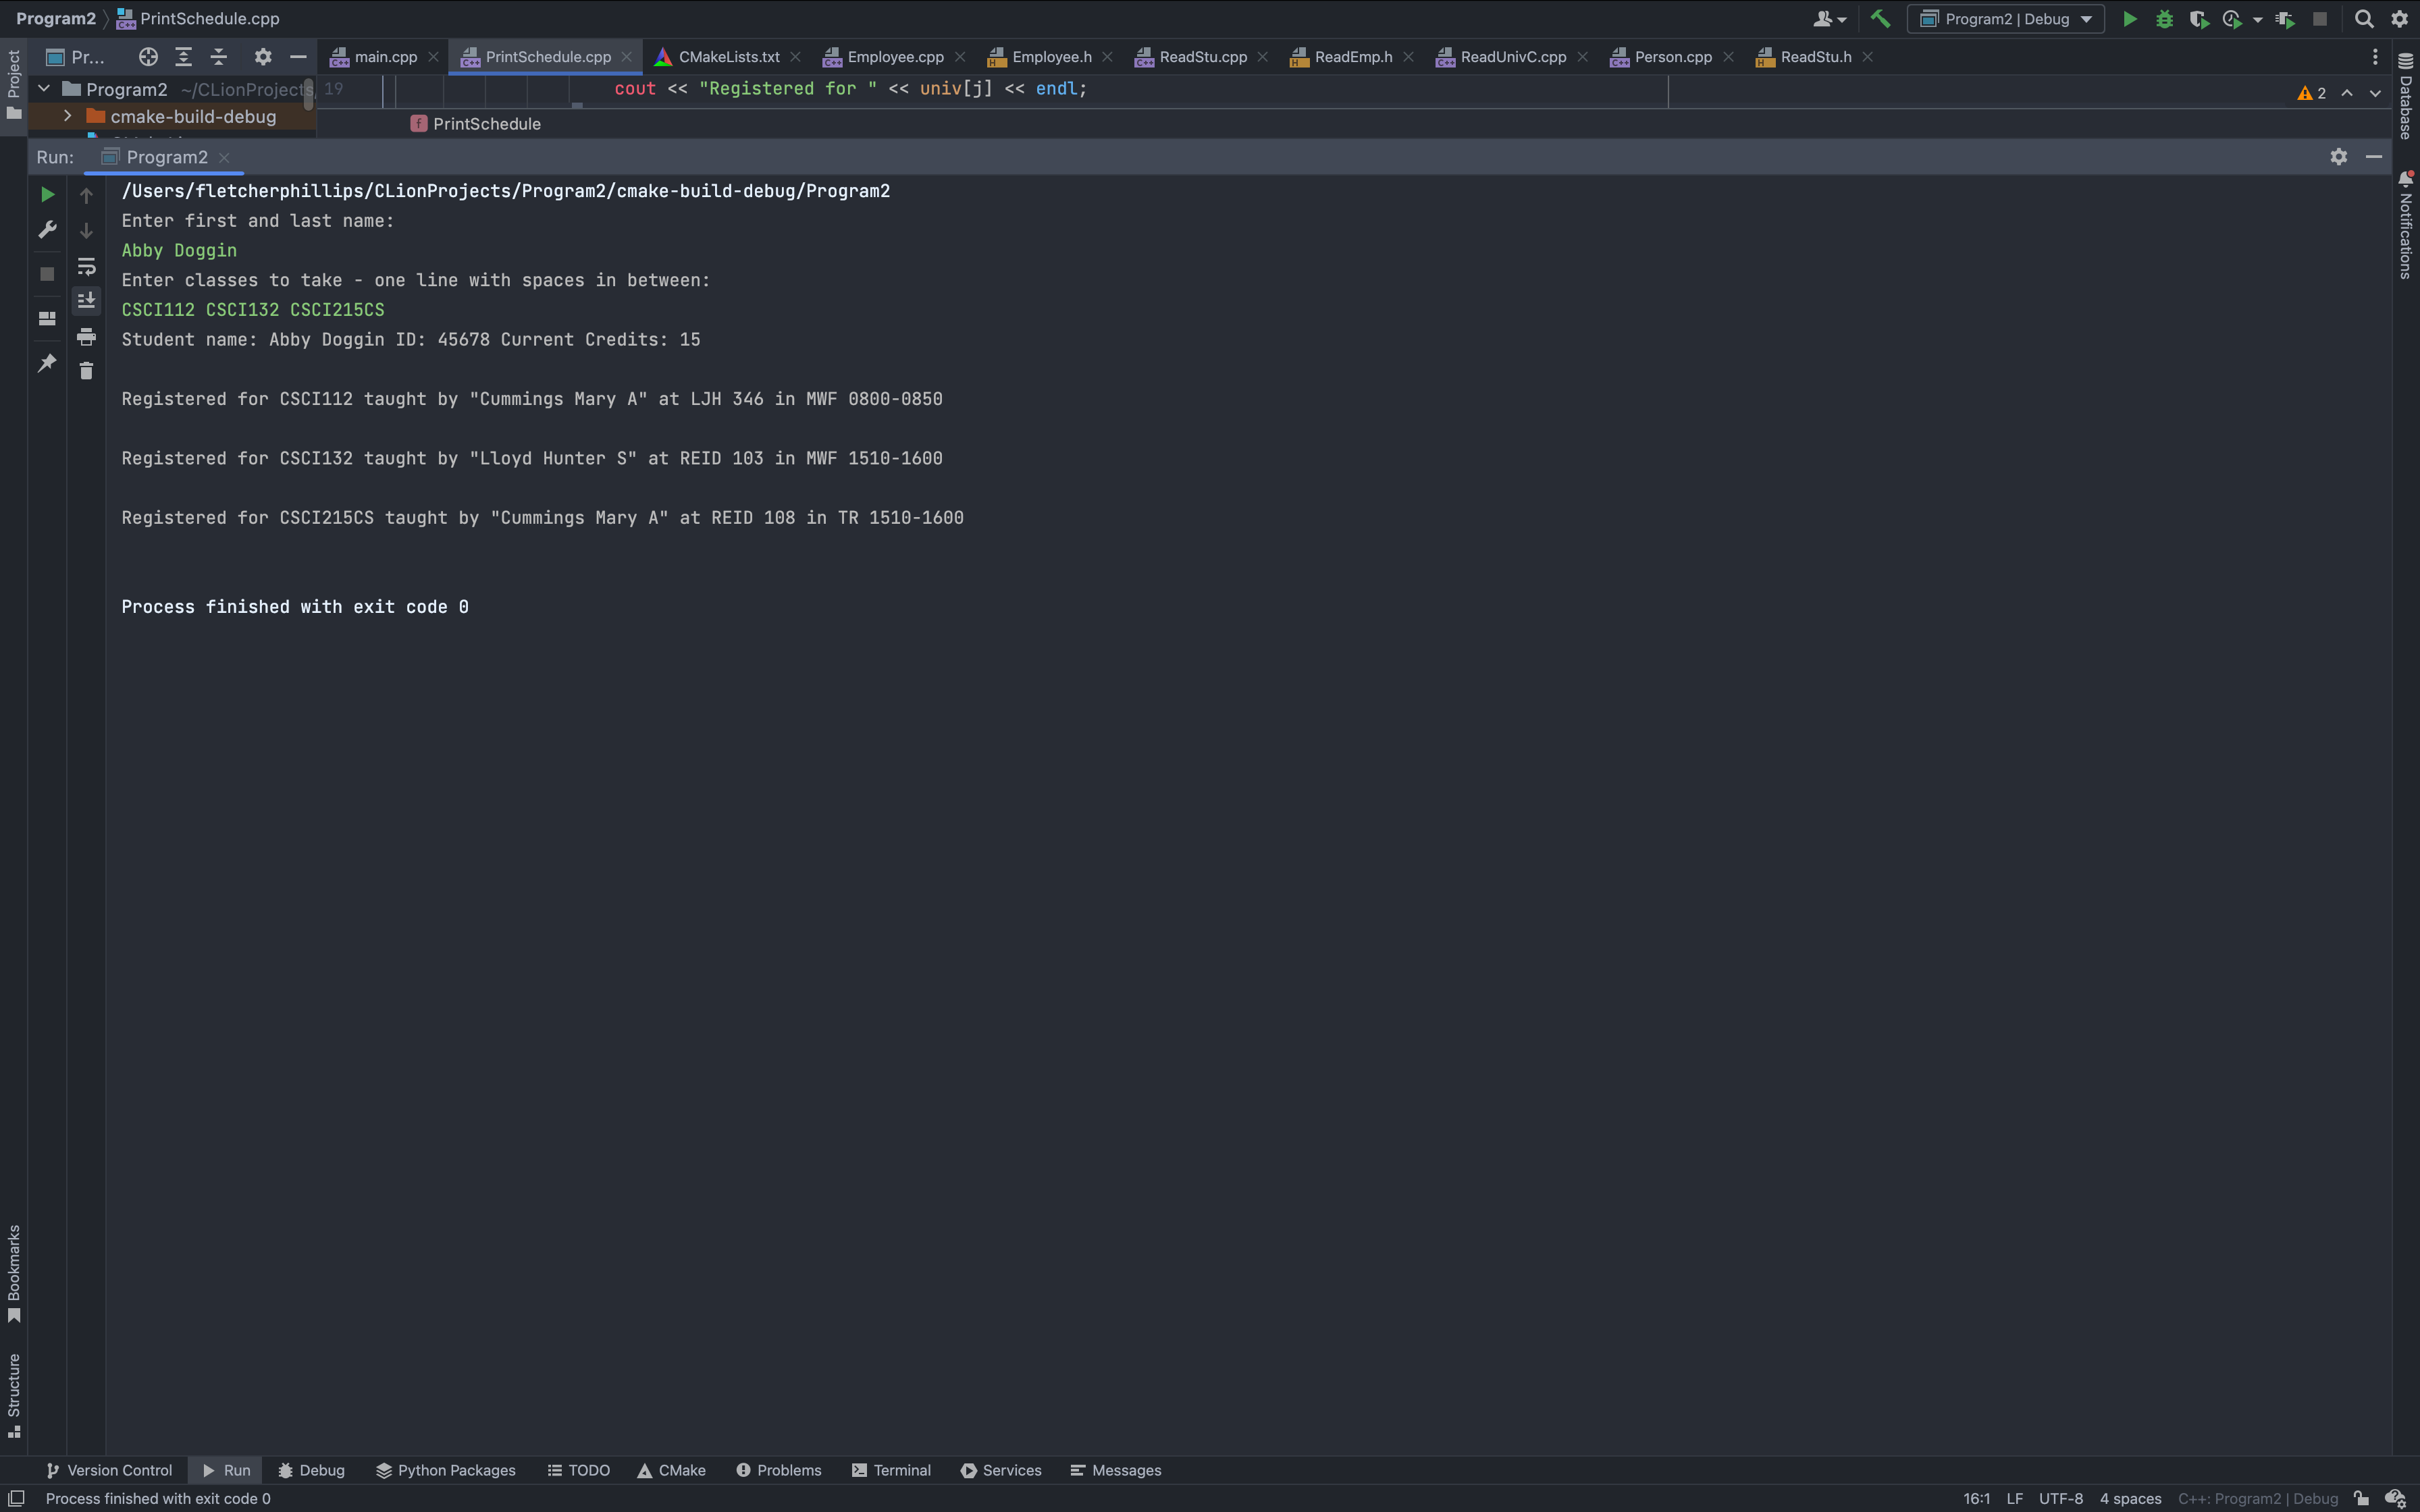 Program2 PrintSchedule.cpp Program2 | Debug
Project Pr... main.cpp PrintSchedule.cpp CMakeLists.txt Employee.cpp Employee.h ReadStu.cpp ReadEmp.h ReadUnivC.cpp Person.cpp ReadStu.h
Program2 ~/CLionProjects 19 cout << "Registered for " << univ[j] << endl; 2
cmake-build-debug
PrintSchedule
Database
Notifications
Run: Program2
/Users/fletcherphillips/CLionProjects/Program2/cmake-build-debug/Program2
Enter first and last name:
Abby Doggin
Enter classes to take - one line with spaces in between:
CSCI112 CSCI132 CSCI215CS
Student name: Abby Doggin ID: 45678 Current Credits: 15
Registered for CSCI112 taught by "Cummings Mary A" at LJH 346 in MWF 0800-0850
Registered for CSCI132 taught by "Lloyd Hunter S" at REID 103 in MWF 1510-1600
Registered for CSCI215CS taught by "Cummings Mary A" at REID 108 in TR 1510-1600
Process finished with exit code 0
Bookmarks
Structure
Version Control Run Debug Python Packages TODO CMake Problems Terminal Services Messages
Process finished with exit code 0 16:1 LF UTF-8 4 spaces C++: Program2 | Debug